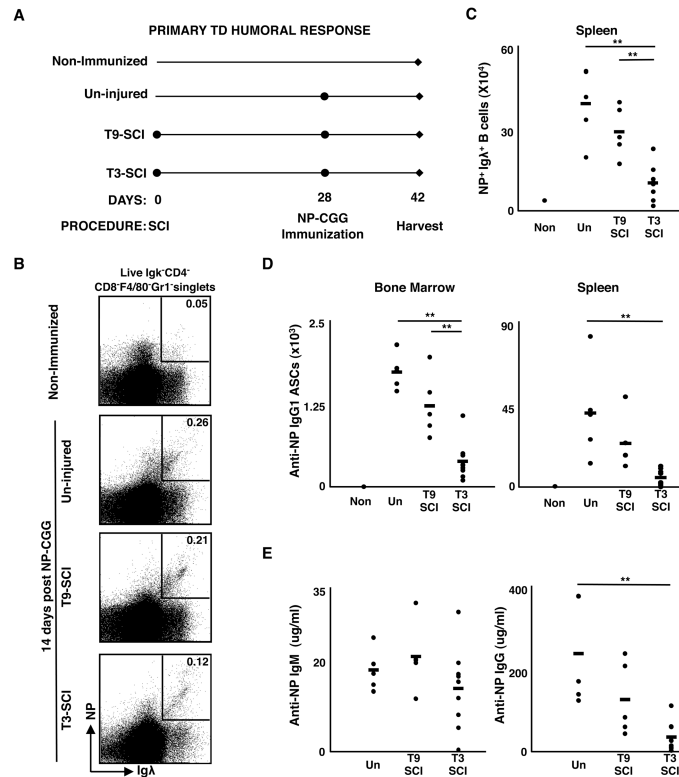 A
PRIMARY TD HUMORAL RESPONSE
Non-Immunized
Un-injured
T9-SCI
T3-SCI
DAYS: 0 28 42
PROCEDURE: SCI NP-CGG Immunization Harvest
B
Live Igk-CD4-
CD8-F4/80-Gr1-singlets
Non-Immunized
0.05
14 days post NP-CGG
Un-injured
0.26
T9-SCI
0.21
T3-SCI
0.12
NP
Igλ
C
Spleen
NP+ Igλ+ B cells (X10⁴)
60
30
0
**
**
Non Un T9 SCI T3 SCI
D
Bone Marrow
Anti-NP IgG1 ASCs (x10³)
2.5
1.25
0
**
**
Non Un T9 SCI T3 SCI
Spleen
90
45
0
**
Non Un T9 SCI T3 SCI
E
Anti-NP IgM (ug/ml)
35
20
0
Un T9 SCI T3 SCI
Anti-NP IgG (ug/ml)
400
200
0
**
Un T9 SCI T3 SCI